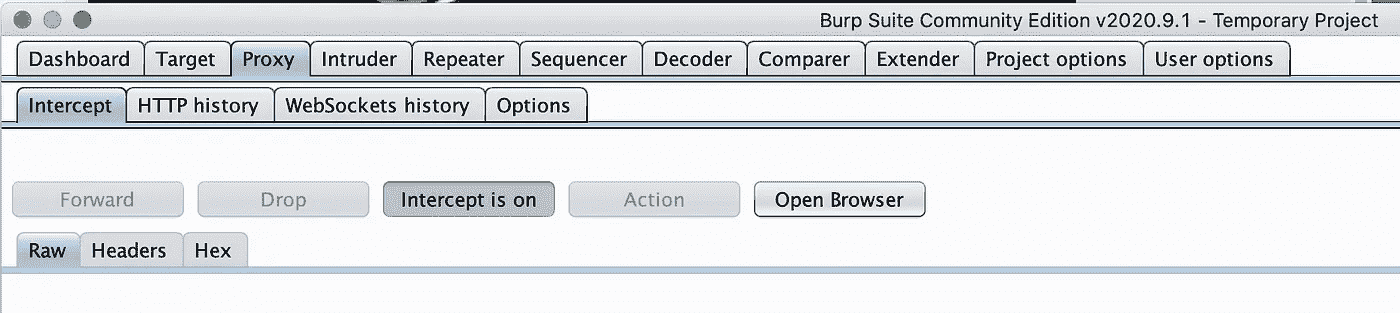 Burp Suite Community Edition v2020.9.1 - Temporary Project
Dashboard Target Proxy Intruder Repeater Sequencer Decoder Comparer Extender Project options User options
Intercept HTTP history WebSockets history Options
Forward Drop Intercept is on Action Open Browser
Raw Headers Hex